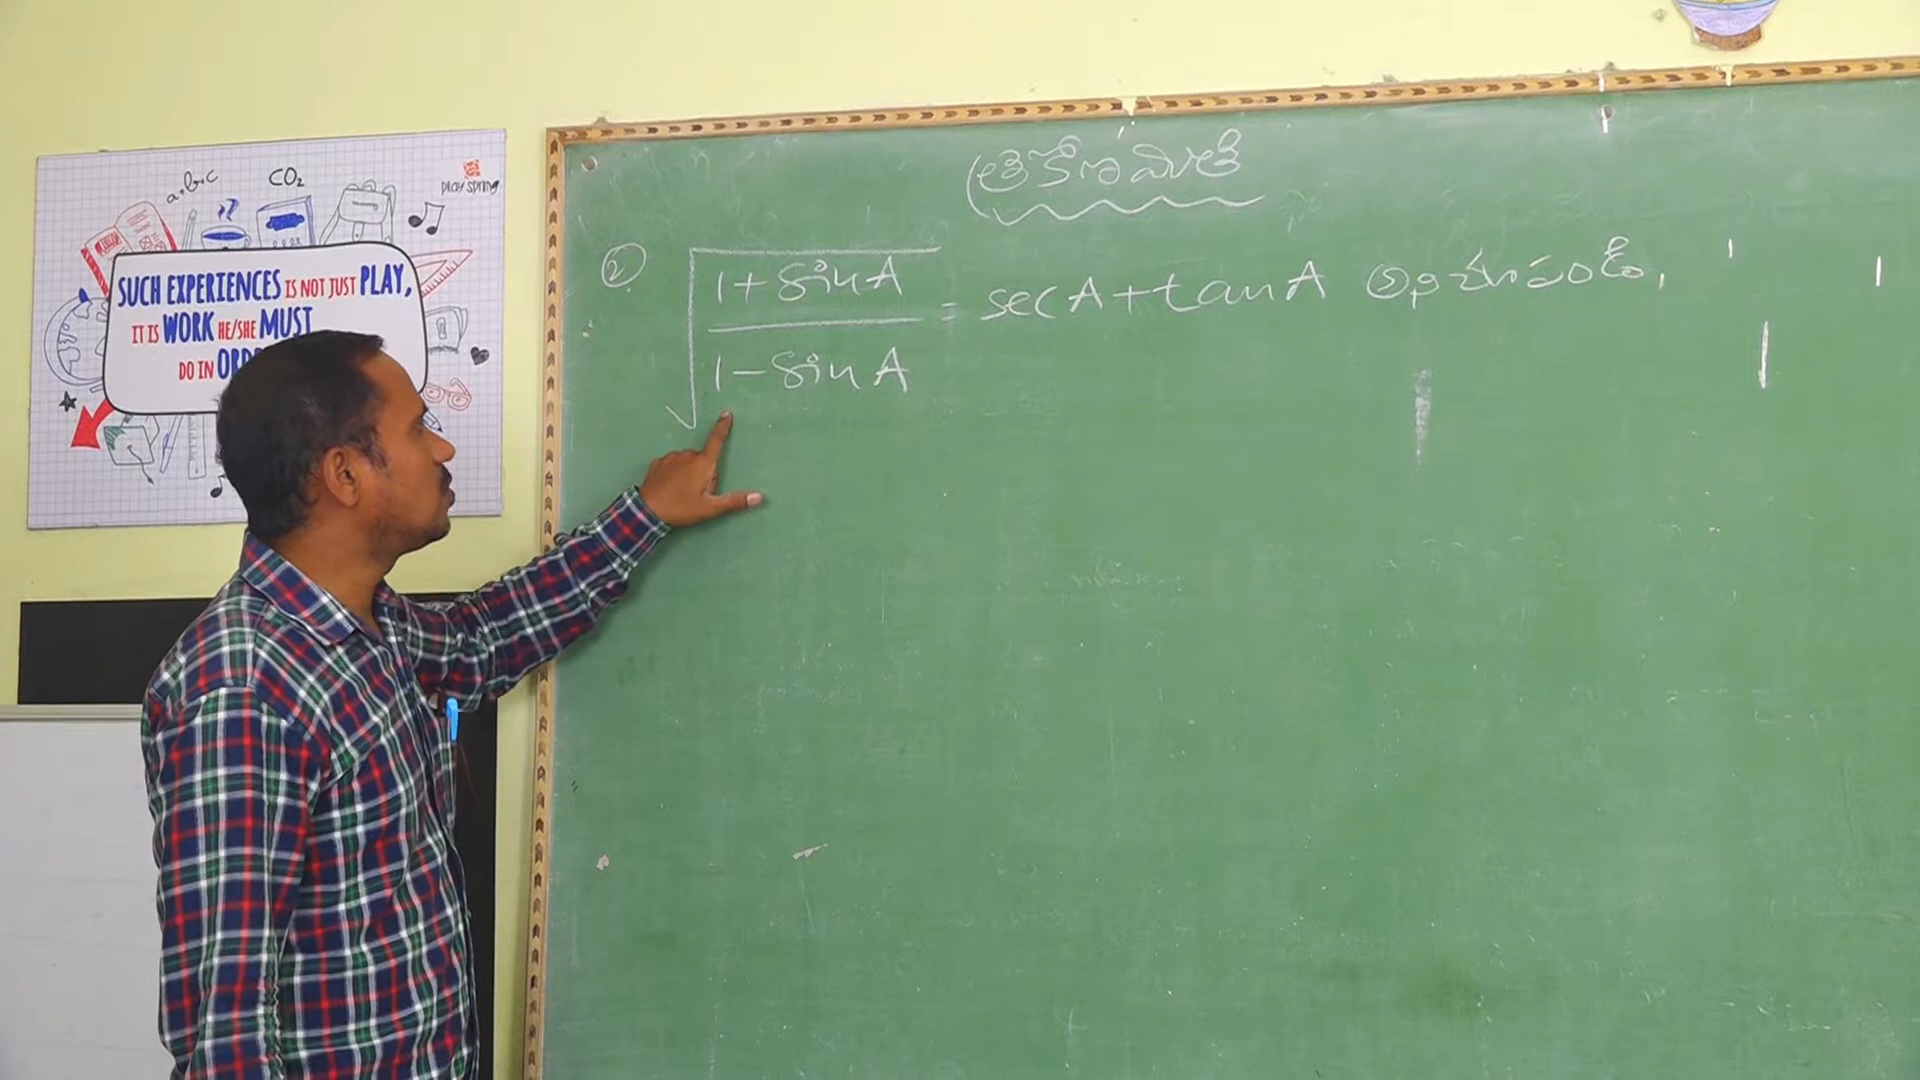 a+b+c
CO₂
play spring
SUCH EXPERIENCES IS NOT JUST PLAY,
IT IS WORK HE/SHE MUST
DO IN
త్రికోణమితి
② √((1+sinA)/(1-sinA)) = secA+tanA అని చూపండి.